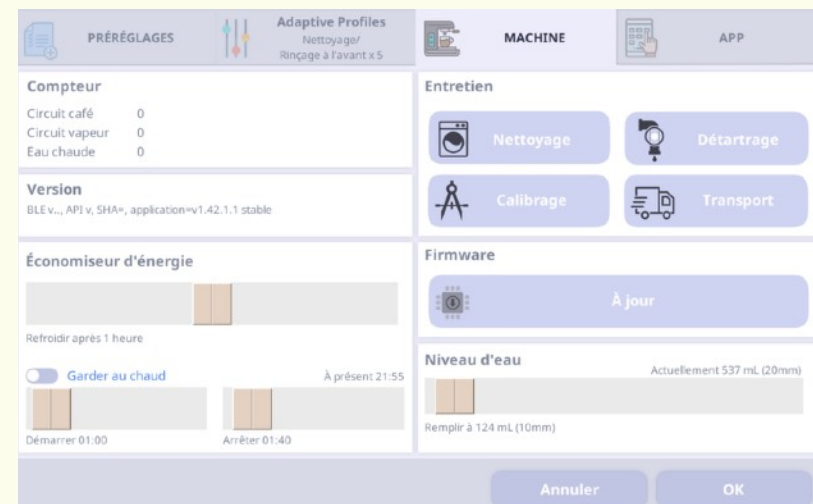 PRÉRÉGLAGES
Adaptive Profiles
Nettoyage/
Rinçage à l'avant x 5
MACHINE
APP
Compteur
Circuit café 0
Circuit vapeur 0
Eau chaude 0
Version
BLE v.., API v, SHA=, application=v1.42.1.1 stable
Économiseur d'énergie
Refroidir après 1 heure
Garder au chaud
À présent 21:55
Démarrer 01:00
Arrêter 01:40
Entretien
Nettoyage
Détartrage
Calibrage
Transport
Firmware
À jour
Niveau d'eau
Actuellement 537 mL (20mm)
Remplir à 124 mL (10mm)
Annuler
OK